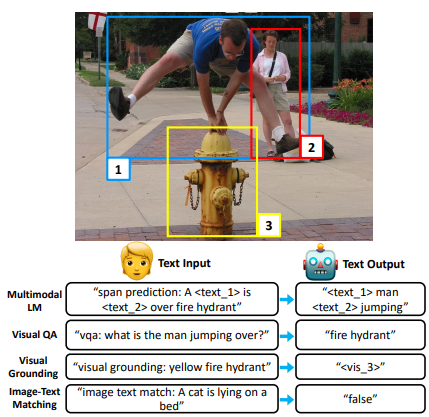 1
2
3
Text Input
Text Output
Multimodal
LM
"span prediction: A <text_1> is
<text_2> over fire hydrant"
"<text_1> man
<text_2> jumping"
Visual QA
"vqa: what is the man jumping over?"
"fire hydrant"
Visual
Grounding
"visual grounding: yellow fire hydrant"
"<vis_3>"
Image-Text
Matching
"image text match: A cat is lying on a
bed"
"false"